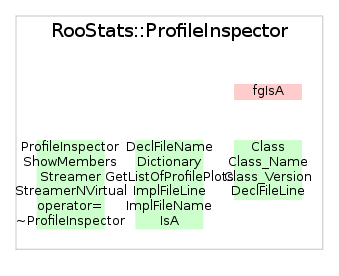 RooStats::ProfileInspector
fgIsA
ProfileInspector
ShowMembers
Streamer
StreamerNVirtual
operator=
~ProfileInspector
DeclFileName
Dictionary
GetListOfProfilePlots
ImplFileLine
ImplFileName
IsA
Class
Class_Name
Class_Version
DeclFileLine